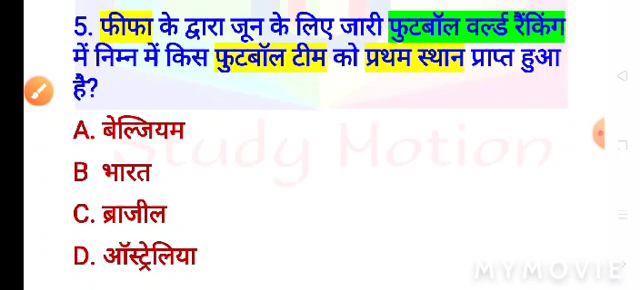 5. फीफा के द्वारा जून के लिए जारी फुटबॉल वर्ल्ड रैंकिंग
में निम्न में किस फुटबॉल टीम को प्रथम स्थान प्राप्त हुआ
है?
A. बेल्जियम
Study Motion
B भारत
C. ब्राजील
D. ऑस्ट्रेलिया
MYMOVIE